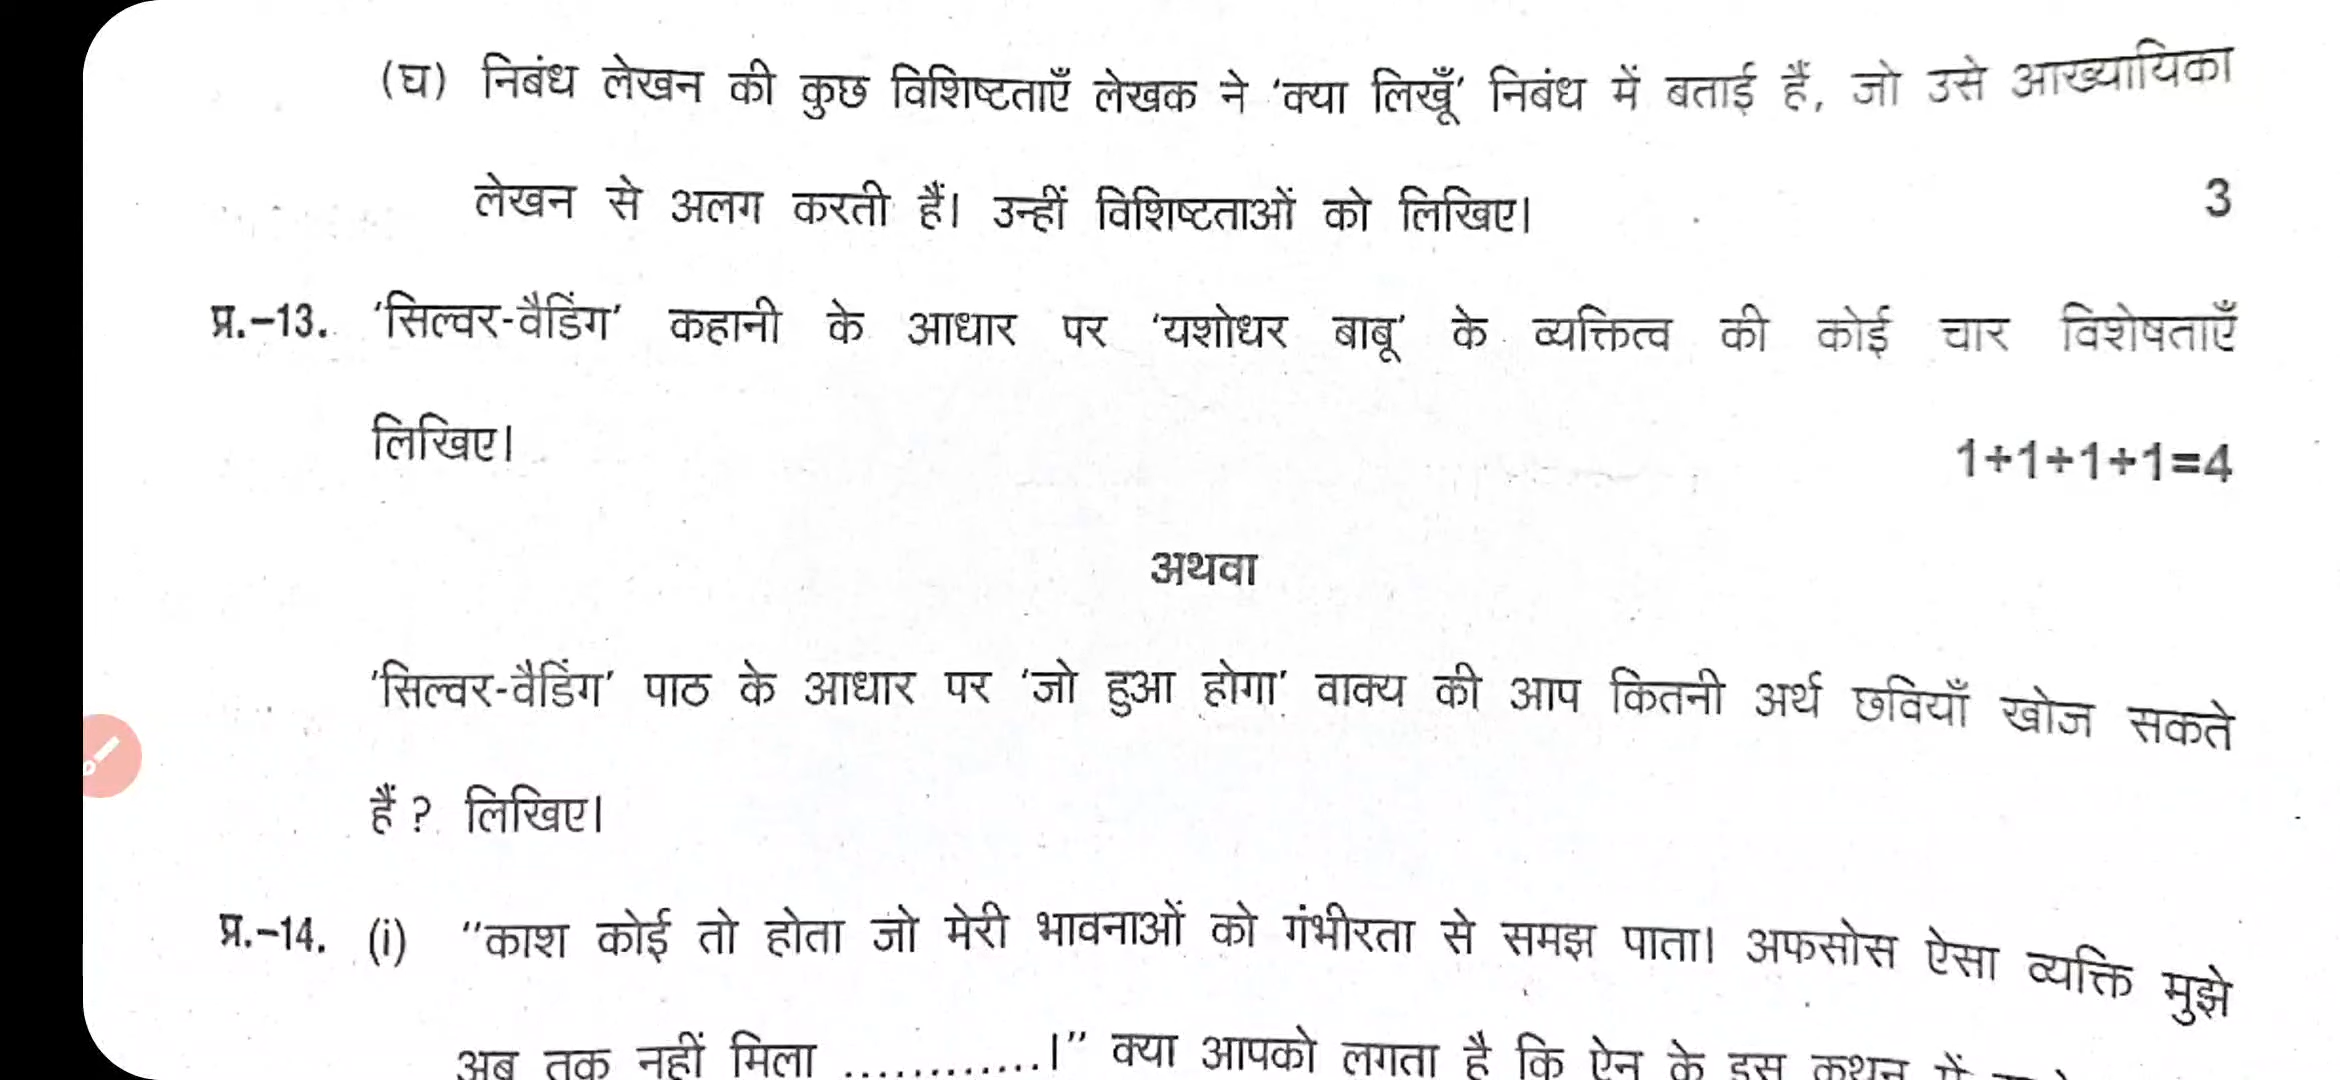 (घ) निबंध लेखन की कुछ विशिष्टताएँ लेखक ने 'क्या लिखूँ' निबंध में बताई हैं, जो उसे आख्यायिका
लेखन से अलग करती हैं। उन्हीं विशिष्टताओं को लिखिए। 3
प्र.-13. 'सिल्वर-वैडिंग' कहानी के आधार पर 'यशोधर बाबू' के व्यक्तित्व की कोई चार विशेषताएँ
लिखिए। 1+1+1+1=4
अथवा
'सिल्वर-वैडिंग' पाठ के आधार पर 'जो हुआ होगा' वाक्य की आप कितनी अर्थ छवियाँ खोज सकते
हैं? लिखिए।
प्र.-14. (i) "काश कोई तो होता जो मेरी भावनाओं को गंभीरता से समझ पाता। अफसोस ऐसा व्यक्ति मुझे
अब तक नहीं मिला ............।" क्या आपको लगता है कि ऐन के इस कथन में